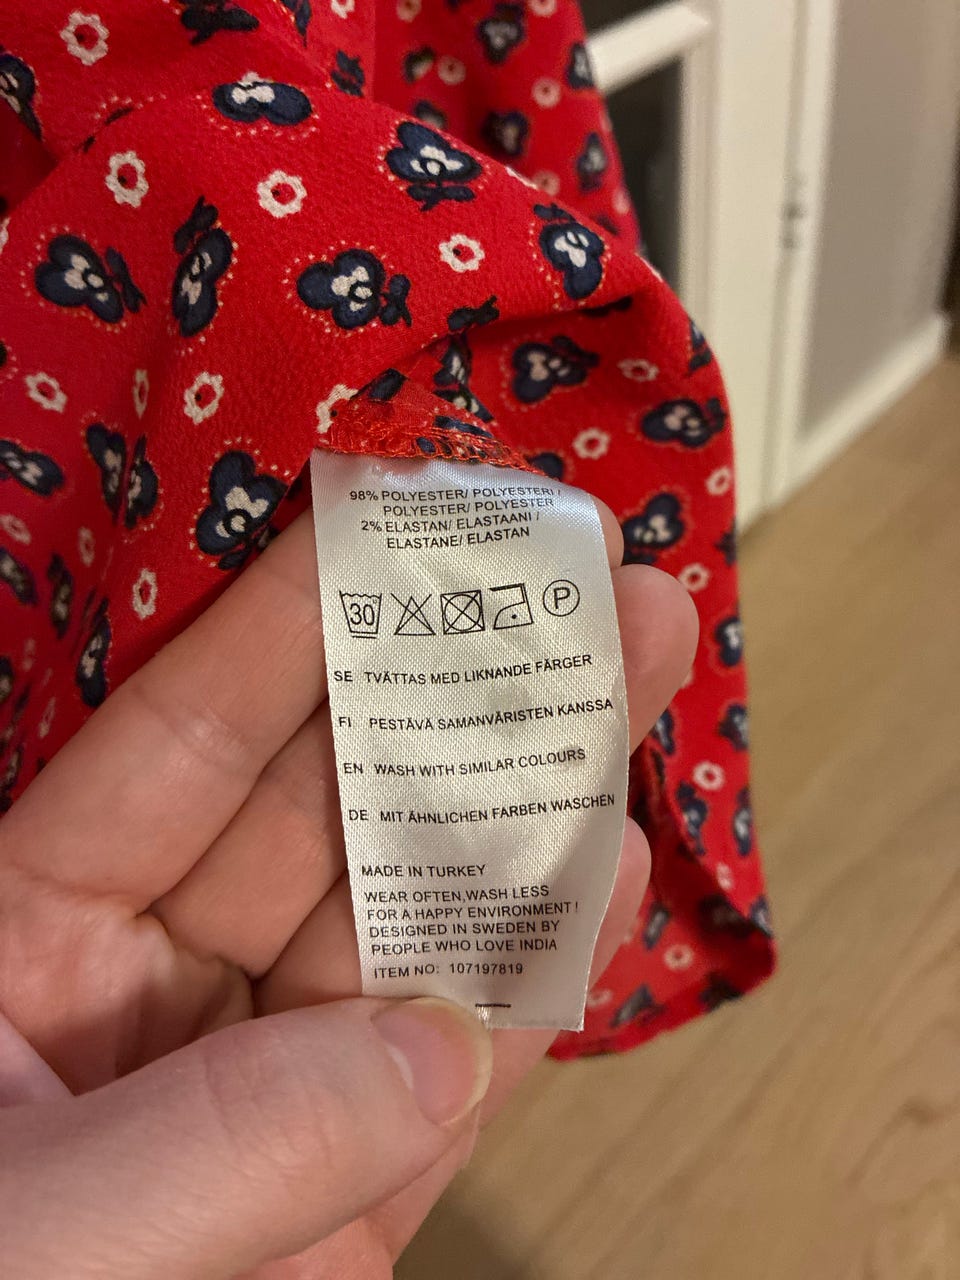 98% POLYESTER/ POLYESTERI /
POLYESTER/ POLYESTER
2% ELASTAN/ ELASTAANI /
ELASTANE/ ELASTAN
30 P
SE TVÄTTAS MED LIKNANDE FÄRGER
FI PESTÄVÄ SAMANVÄRISTEN KANSSA
EN WASH WITH SIMILAR COLOURS
DE MIT ÄHNLICHEN FARBEN WASCHEN
MADE IN TURKEY
WEAR OFTEN,WASH LESS
FOR A HAPPY ENVIRONMENT !
DESIGNED IN SWEDEN BY
PEOPLE WHO LOVE INDIA
ITEM NO: 107197819